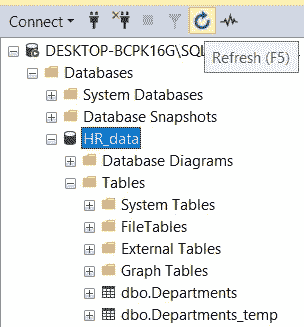 Connect
DESKTOP-BCPK16G\SQL
Refresh (F5)
Databases
System Databases
Database Snapshots
HR_data
Database Diagrams
Tables
System Tables
FileTables
External Tables
Graph Tables
dbo.Departments
dbo.Departments_temp